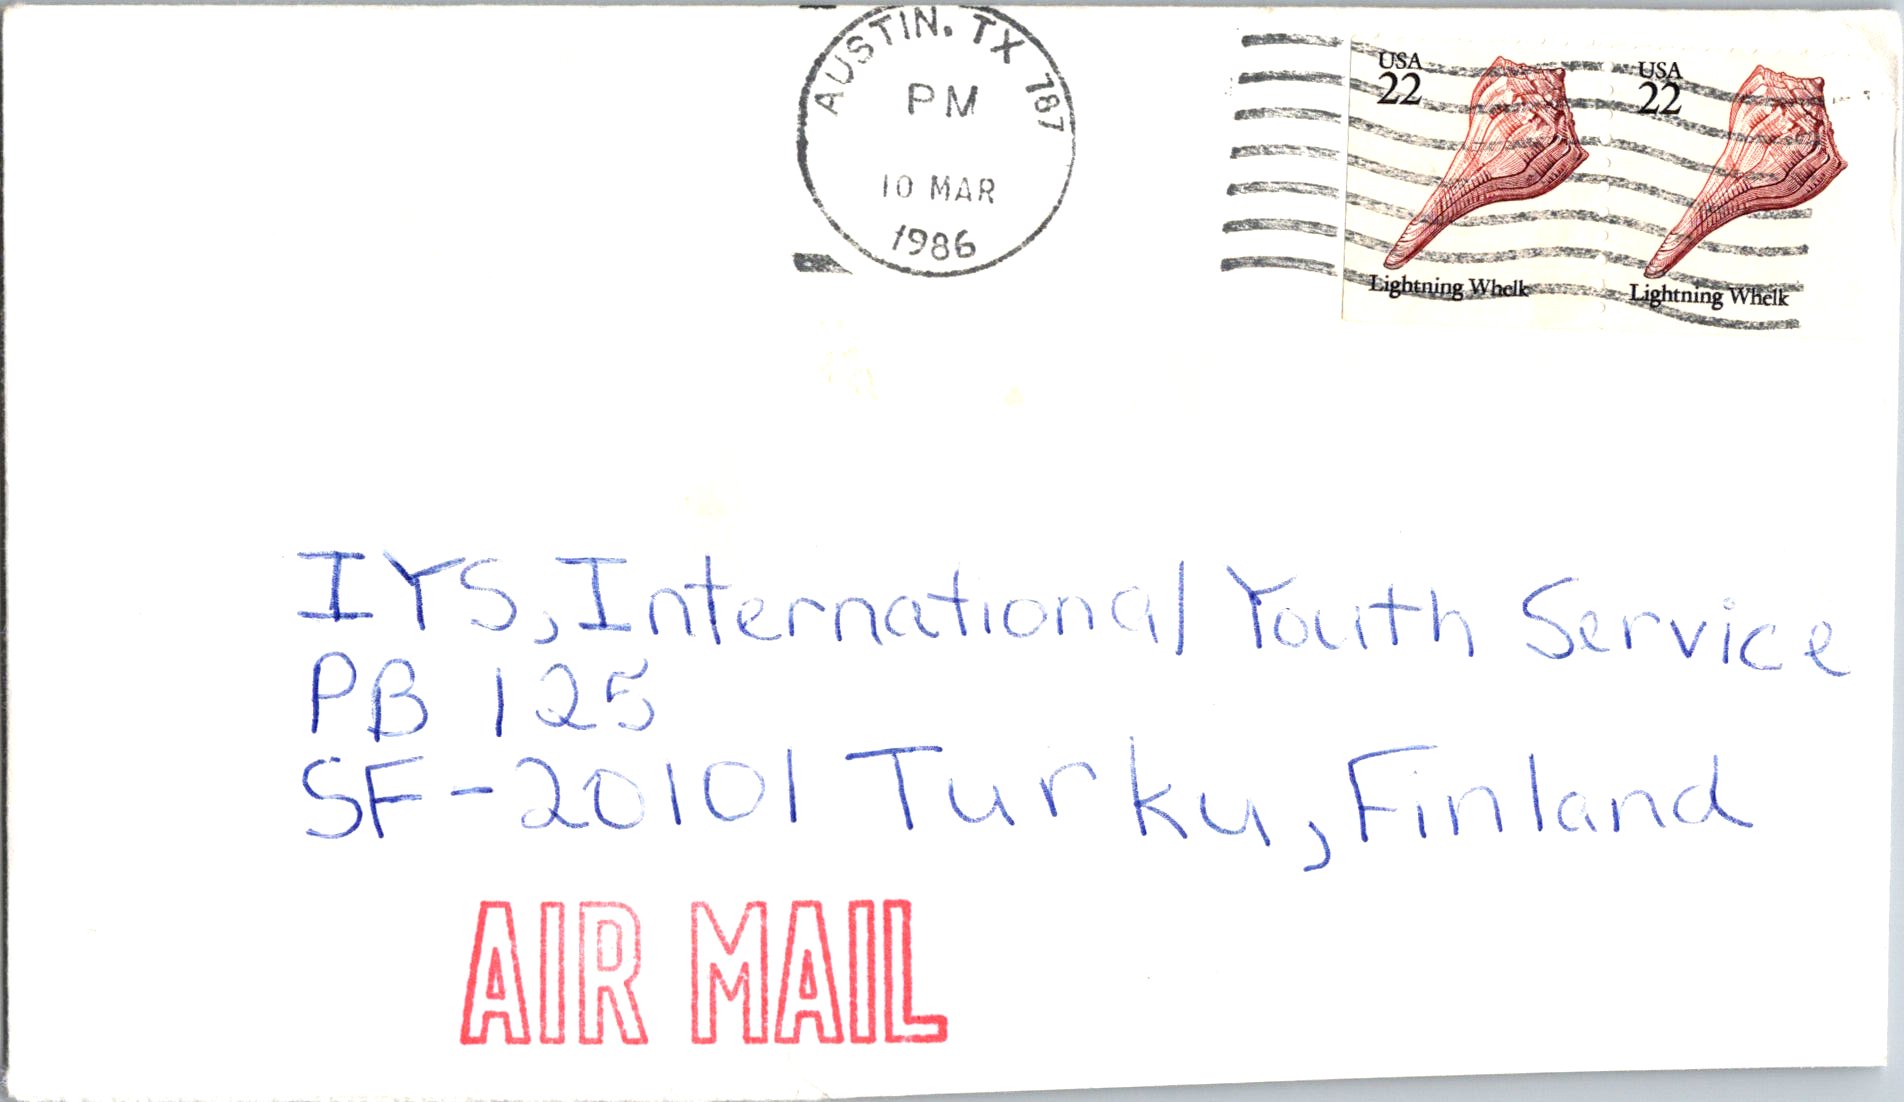 AUSTIN. TX 787
PM
10 MAR
1986
USA
22
Lightning Whelk
USA
22
Lightning Whelk
IYS, International Youth Service
PB 125
SF-20101 Turku, Finland
AIR MAIL